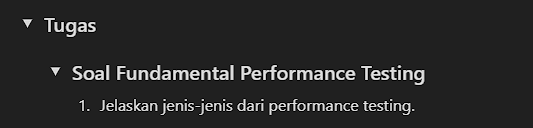 Tugas
Soal Fundamental Performance Testing
1. Jelaskan jenis-jenis dari performance testing.